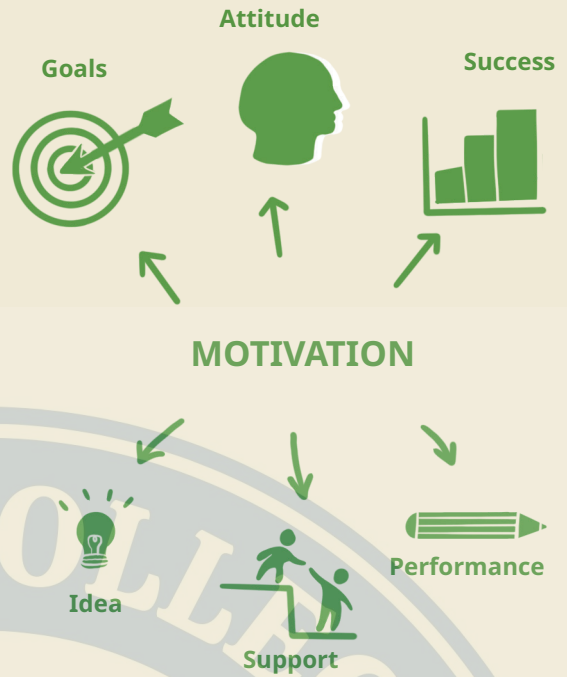 Attitude
Goals
Success
MOTIVATION
Idea
Performance
Support